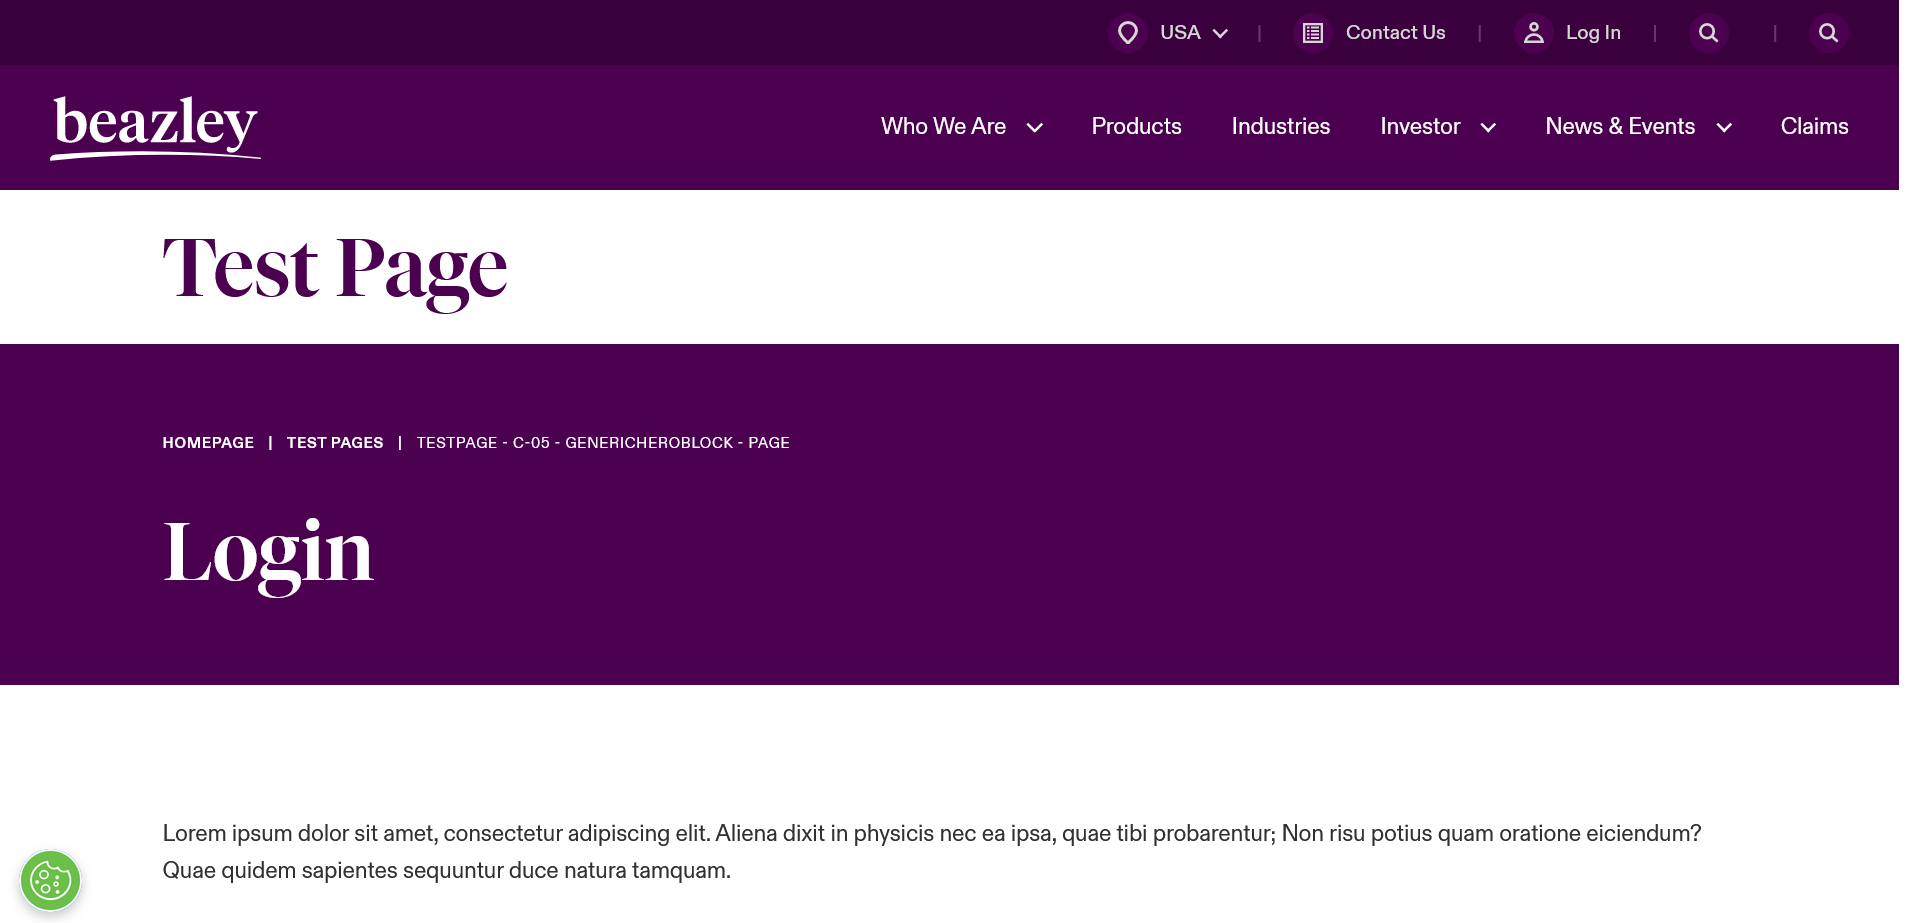 USA | Contact Us | Log In | |
beazley
Who We Are Products Industries Investor News & Events Claims
Test Page
HOMEPAGE | TEST PAGES | TESTPAGE - C-05 - GENERICHEROBLOCK - PAGE
Login
Lorem ipsum dolor sit amet, consectetur adipiscing elit. Aliena dixit in physicis nec ea ipsa, quae tibi probarentur; Non risu potius quam oratione eiciendum?
Quae quidem sapientes sequuntur duce natura tamquam.